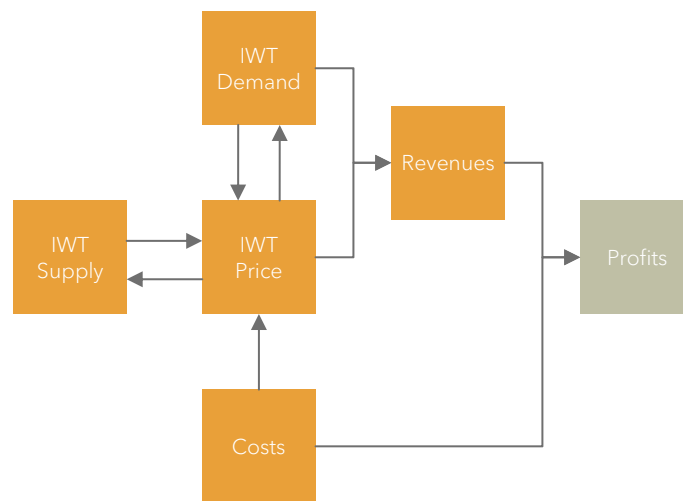 IWT
Demand
Revenues
IWT
Supply
IWT
Price
Profits
Costs